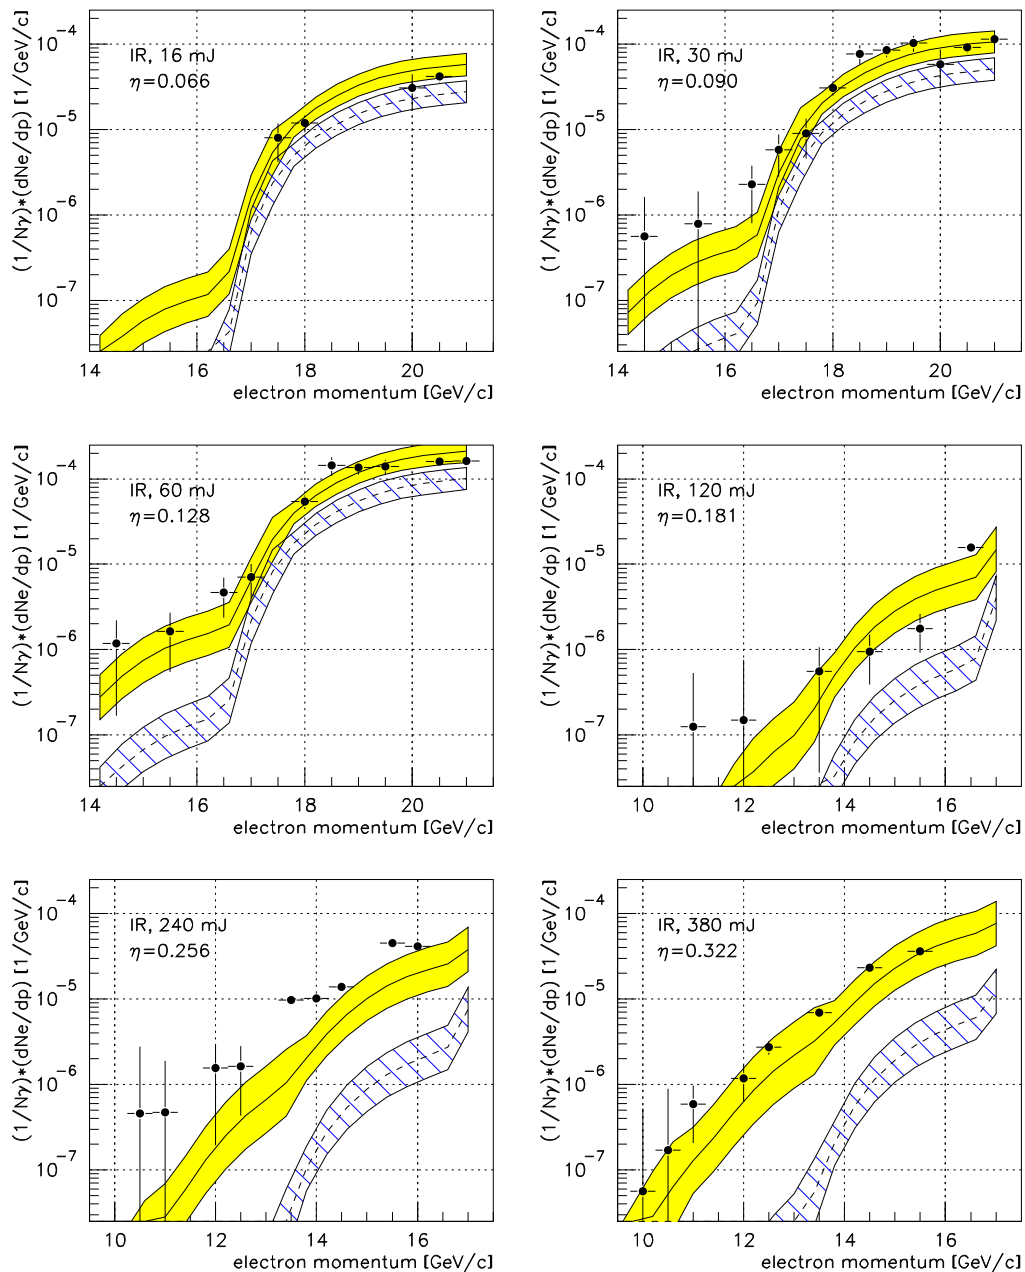 (1/Nγ)*(dNe/dp) [1/GeV/c]
10⁻⁴
10⁻⁵
10⁻⁶
10⁻⁷
IR, 16 mJ
η=0.066
14 16 18 20
electron momentum [GeV/c]
(1/Nγ)*(dNe/dp) [1/GeV/c]
10⁻⁴
10⁻⁵
10⁻⁶
10⁻⁷
IR, 30 mJ
η=0.090
14 16 18 20
electron momentum [GeV/c]
(1/Nγ)*(dNe/dp) [1/GeV/c]
10⁻⁴
10⁻⁵
10⁻⁶
10⁻⁷
IR, 60 mJ
η=0.128
14 16 18 20
electron momentum [GeV/c]
(1/Nγ)*(dNe/dp) [1/GeV/c]
10⁻⁴
10⁻⁵
10⁻⁶
10⁻⁷
IR, 120 mJ
η=0.181
10 12 14 16
electron momentum [GeV/c]
(1/Nγ)*(dNe/dp) [1/GeV/c]
10⁻⁴
10⁻⁵
10⁻⁶
10⁻⁷
IR, 240 mJ
η=0.256
10 12 14 16
electron momentum [GeV/c]
(1/Nγ)*(dNe/dp) [1/GeV/c]
10⁻⁴
10⁻⁵
10⁻⁶
10⁻⁷
IR, 380 mJ
η=0.322
10 12 14 16
electron momentum [GeV/c]